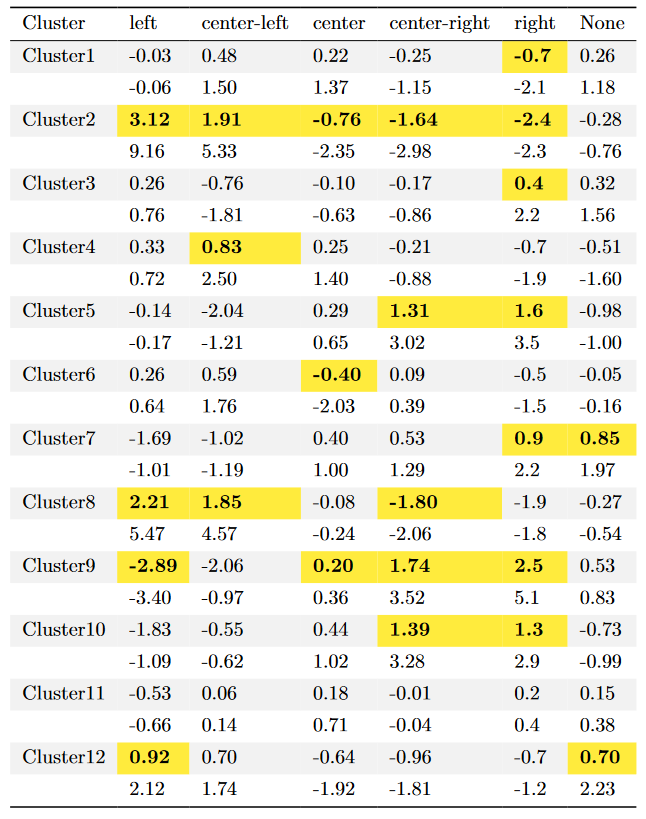 Cluster left center-left center center-right right None
Cluster1 -0.03 0.48 0.22 -0.25 -0.7 0.26
-0.06 1.50 1.37 -1.15 -2.1 1.18
Cluster2 3.12 1.91 -0.76 -1.64 -2.4 -0.28
9.16 5.33 -2.35 -2.98 -2.3 -0.76
Cluster3 0.26 -0.76 -0.10 -0.17 0.4 0.32
0.76 -1.81 -0.63 -0.86 2.2 1.56
Cluster4 0.33 0.83 0.25 -0.21 -0.7 -0.51
0.72 2.50 1.40 -0.88 -1.9 -1.60
Cluster5 -0.14 -2.04 0.29 1.31 1.6 -0.98
-0.17 -1.21 0.65 3.02 3.5 -1.00
Cluster6 0.26 0.59 -0.40 0.09 -0.5 -0.05
0.64 1.76 -2.03 0.39 -1.5 -0.16
Cluster7 -1.69 -1.02 0.40 0.53 0.9 0.85
-1.01 -1.19 1.00 1.29 2.2 1.97
Cluster8 2.21 1.85 -0.08 -1.80 -1.9 -0.27
5.47 4.57 -0.24 -2.06 -1.8 -0.54
Cluster9 -2.89 -2.06 0.20 1.74 2.5 0.53
-3.40 -0.97 0.36 3.52 5.1 0.83
Cluster10 -1.83 -0.55 0.44 1.39 1.3 -0.73
-1.09 -0.62 1.02 3.28 2.9 -0.99
Cluster11 -0.53 0.06 0.18 -0.01 0.2 0.15
-0.66 0.14 0.71 -0.04 0.4 0.38
Cluster12 0.92 0.70 -0.64 -0.96 -0.7 0.70
2.12 1.74 -1.92 -1.81 -1.2 2.23